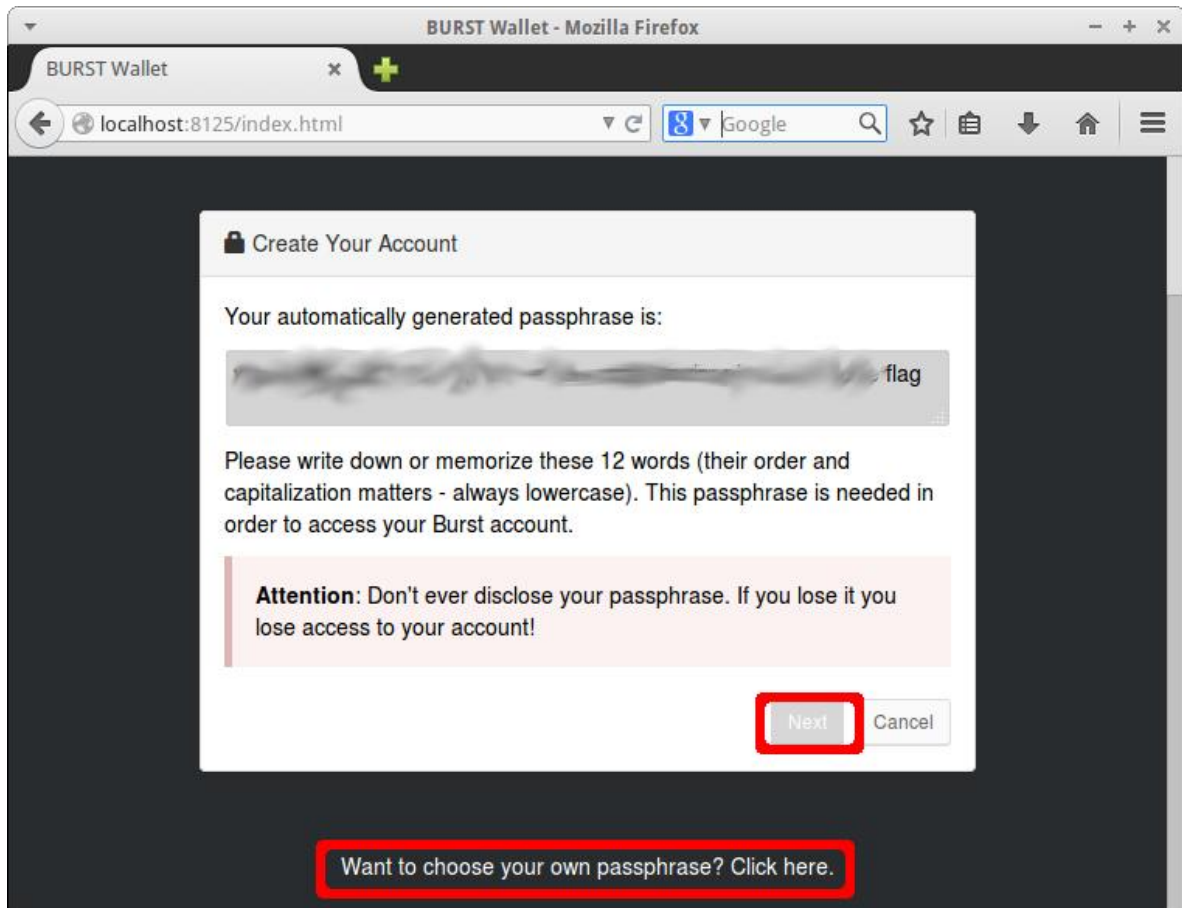 BURST Wallet - Mozilla Firefox
BURST Wallet
localhost:8125/index.html
Google
Create Your Account
Your automatically generated passphrase is:
flag
Please write down or memorize these 12 words (their order and
capitalization matters - always lowercase). This passphrase is needed in
order to access your Burst account.
Attention: Don't ever disclose your passphrase. If you lose it you
lose access to your account!
Next
Cancel
Want to choose your own passphrase? Click here.